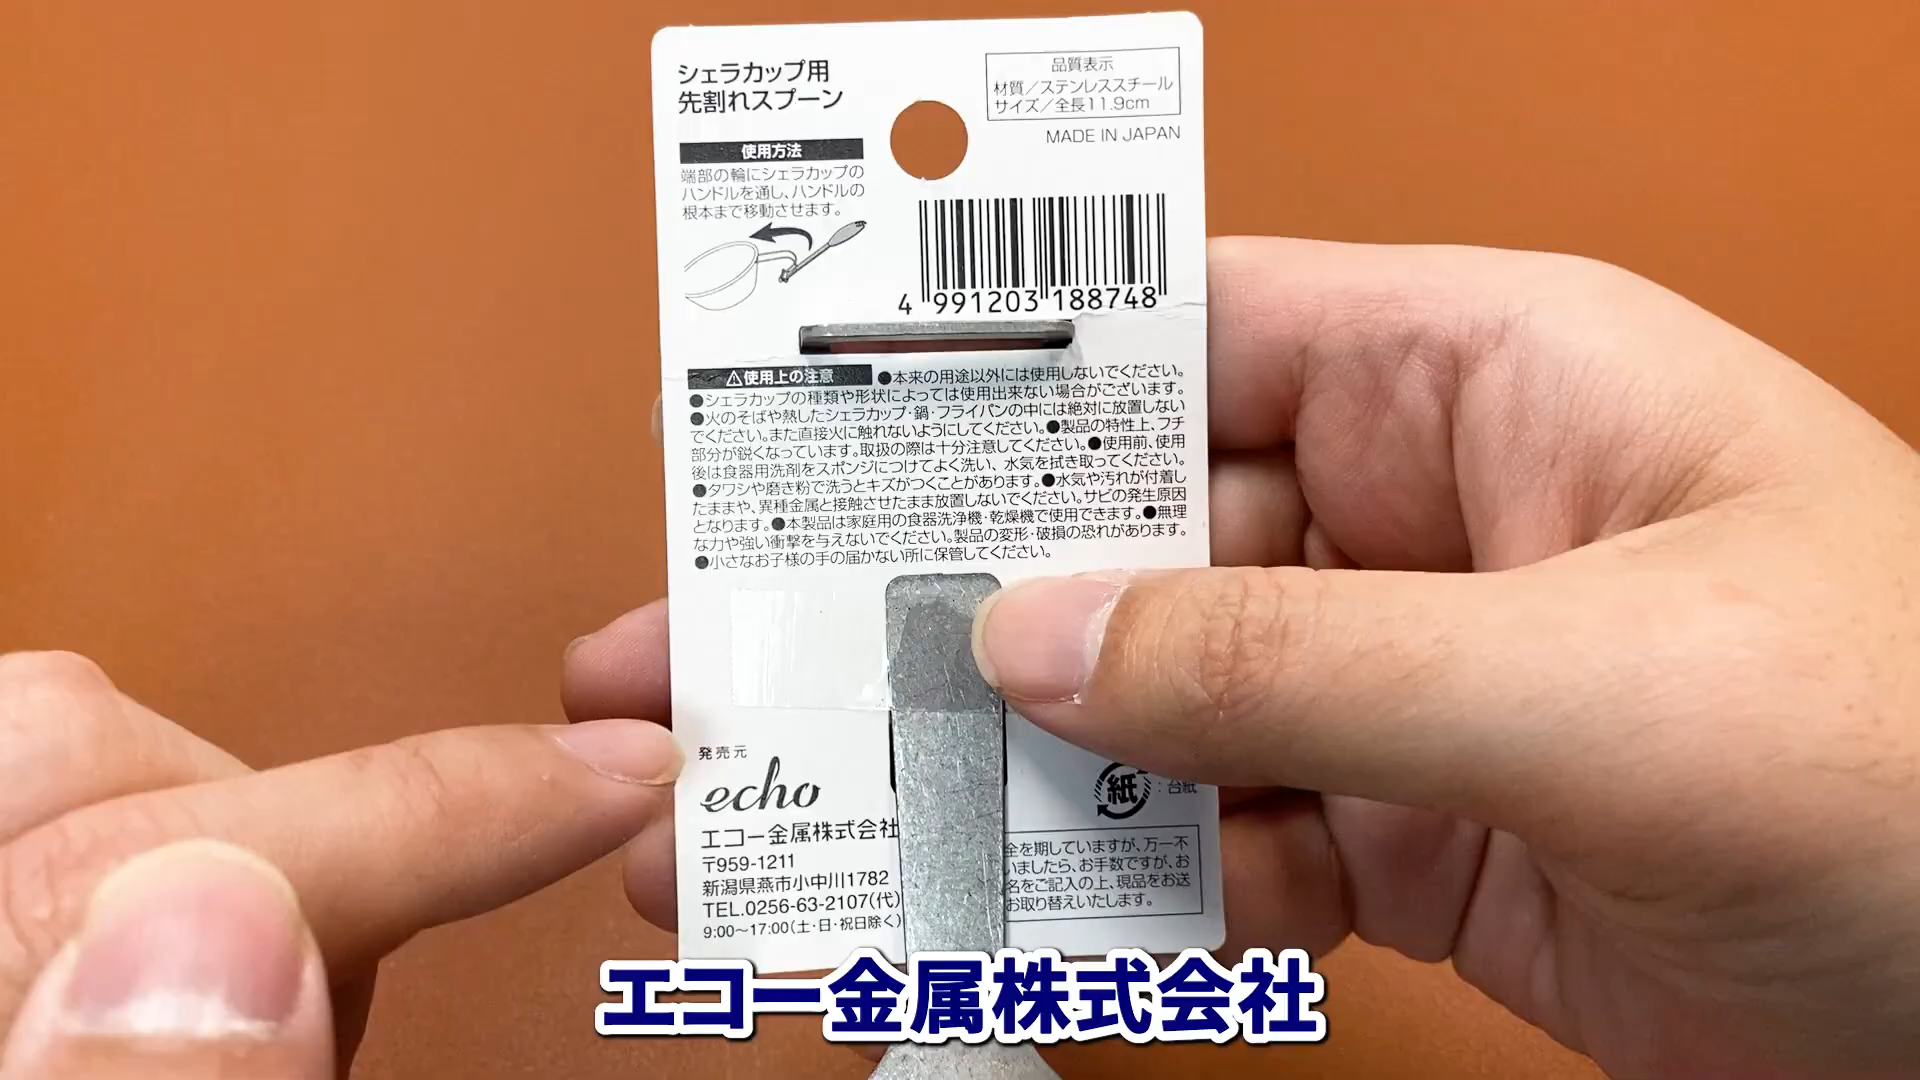 シェラカップ用
先割れスプーン
品質表示
材質／ステンレススチール
サイズ／全長11.9cm
MADE IN JAPAN
使用方法
端部の輪にシェラカップの
ハンドルを通し、ハンドルの
根本まで移動させます。
4 991203 188748
⚠使用上の注意 ●本来の用途以外には使用しないでください。
●シェラカップの種類や形状によっては使用出来ない場合がございます。
●火のそばや熱したシェラカップ・鍋・フライパンの中には絶対に放置しない
でください。また直接火に触れないようにしてください。●製品の特性上、フチ
部分が鋭くなっています。取扱の際は十分注意してください。●使用前、使用
後は食器用洗剤をスポンジにつけてよく洗い、水気を拭き取ってください。
●タワシや磨き粉で洗うとキズがつくことがあります。●水気や汚れが付着し
たままや、異種金属と接触させたまま放置しないでください。サビの発生原因
となります。●本製品は家庭用の食器洗浄機・乾燥機で使用できます。●無理
な力や強い衝撃を与えないでください。製品の変形・破損の恐れがあります。
●小さなお子様の手の届かない所に保管してください。
発売元
echo
エコー金属株式会社
〒959-1211
新潟県燕市小中川1782
TEL.0256-63-2107(代)
9:00～17:00(土・日・祝日除く)
紙 : 台紙
全を期していますが、万一不
いましたら、お手数ですが、お
名をご記入の上、現品をお送
お取り替えいたします。
エコー金属株式会社